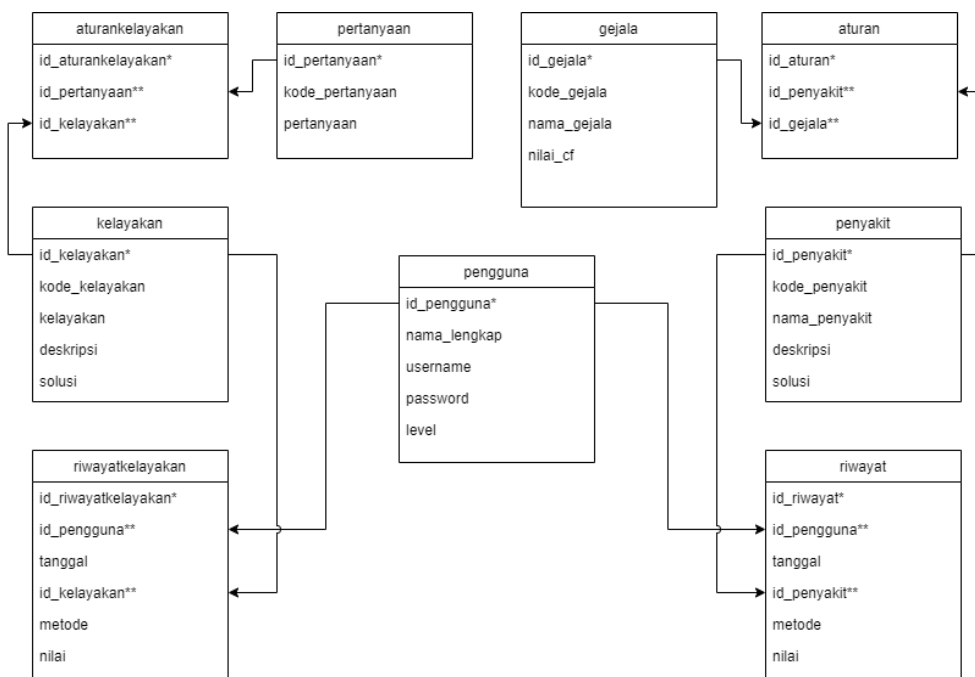 aturankelayakan
id_aturankelayakan*
id_pertanyaan**
id_kelayakan**
pertanyaan
id_pertanyaan*
kode_pertanyaan
pertanyaan
gejala
id_gejala*
kode_gejala
nama_gejala
nilai_cf
aturan
id_aturan*
id_penyakit**
id_gejala**
kelayakan
id_kelayakan*
kode_kelayakan
kelayakan
deskripsi
solusi
pengguna
id_pengguna*
nama_lengkap
username
password
level
penyakit
id_penyakit*
kode_penyakit
nama_penyakit
deskripsi
solusi
riwayatkelayakan
id_riwayatkelayakan*
id_pengguna**
tanggal
id_kelayakan**
metode
nilai
riwayat
id_riwayat*
id_pengguna**
tanggal
id_penyakit**
metode
nilai